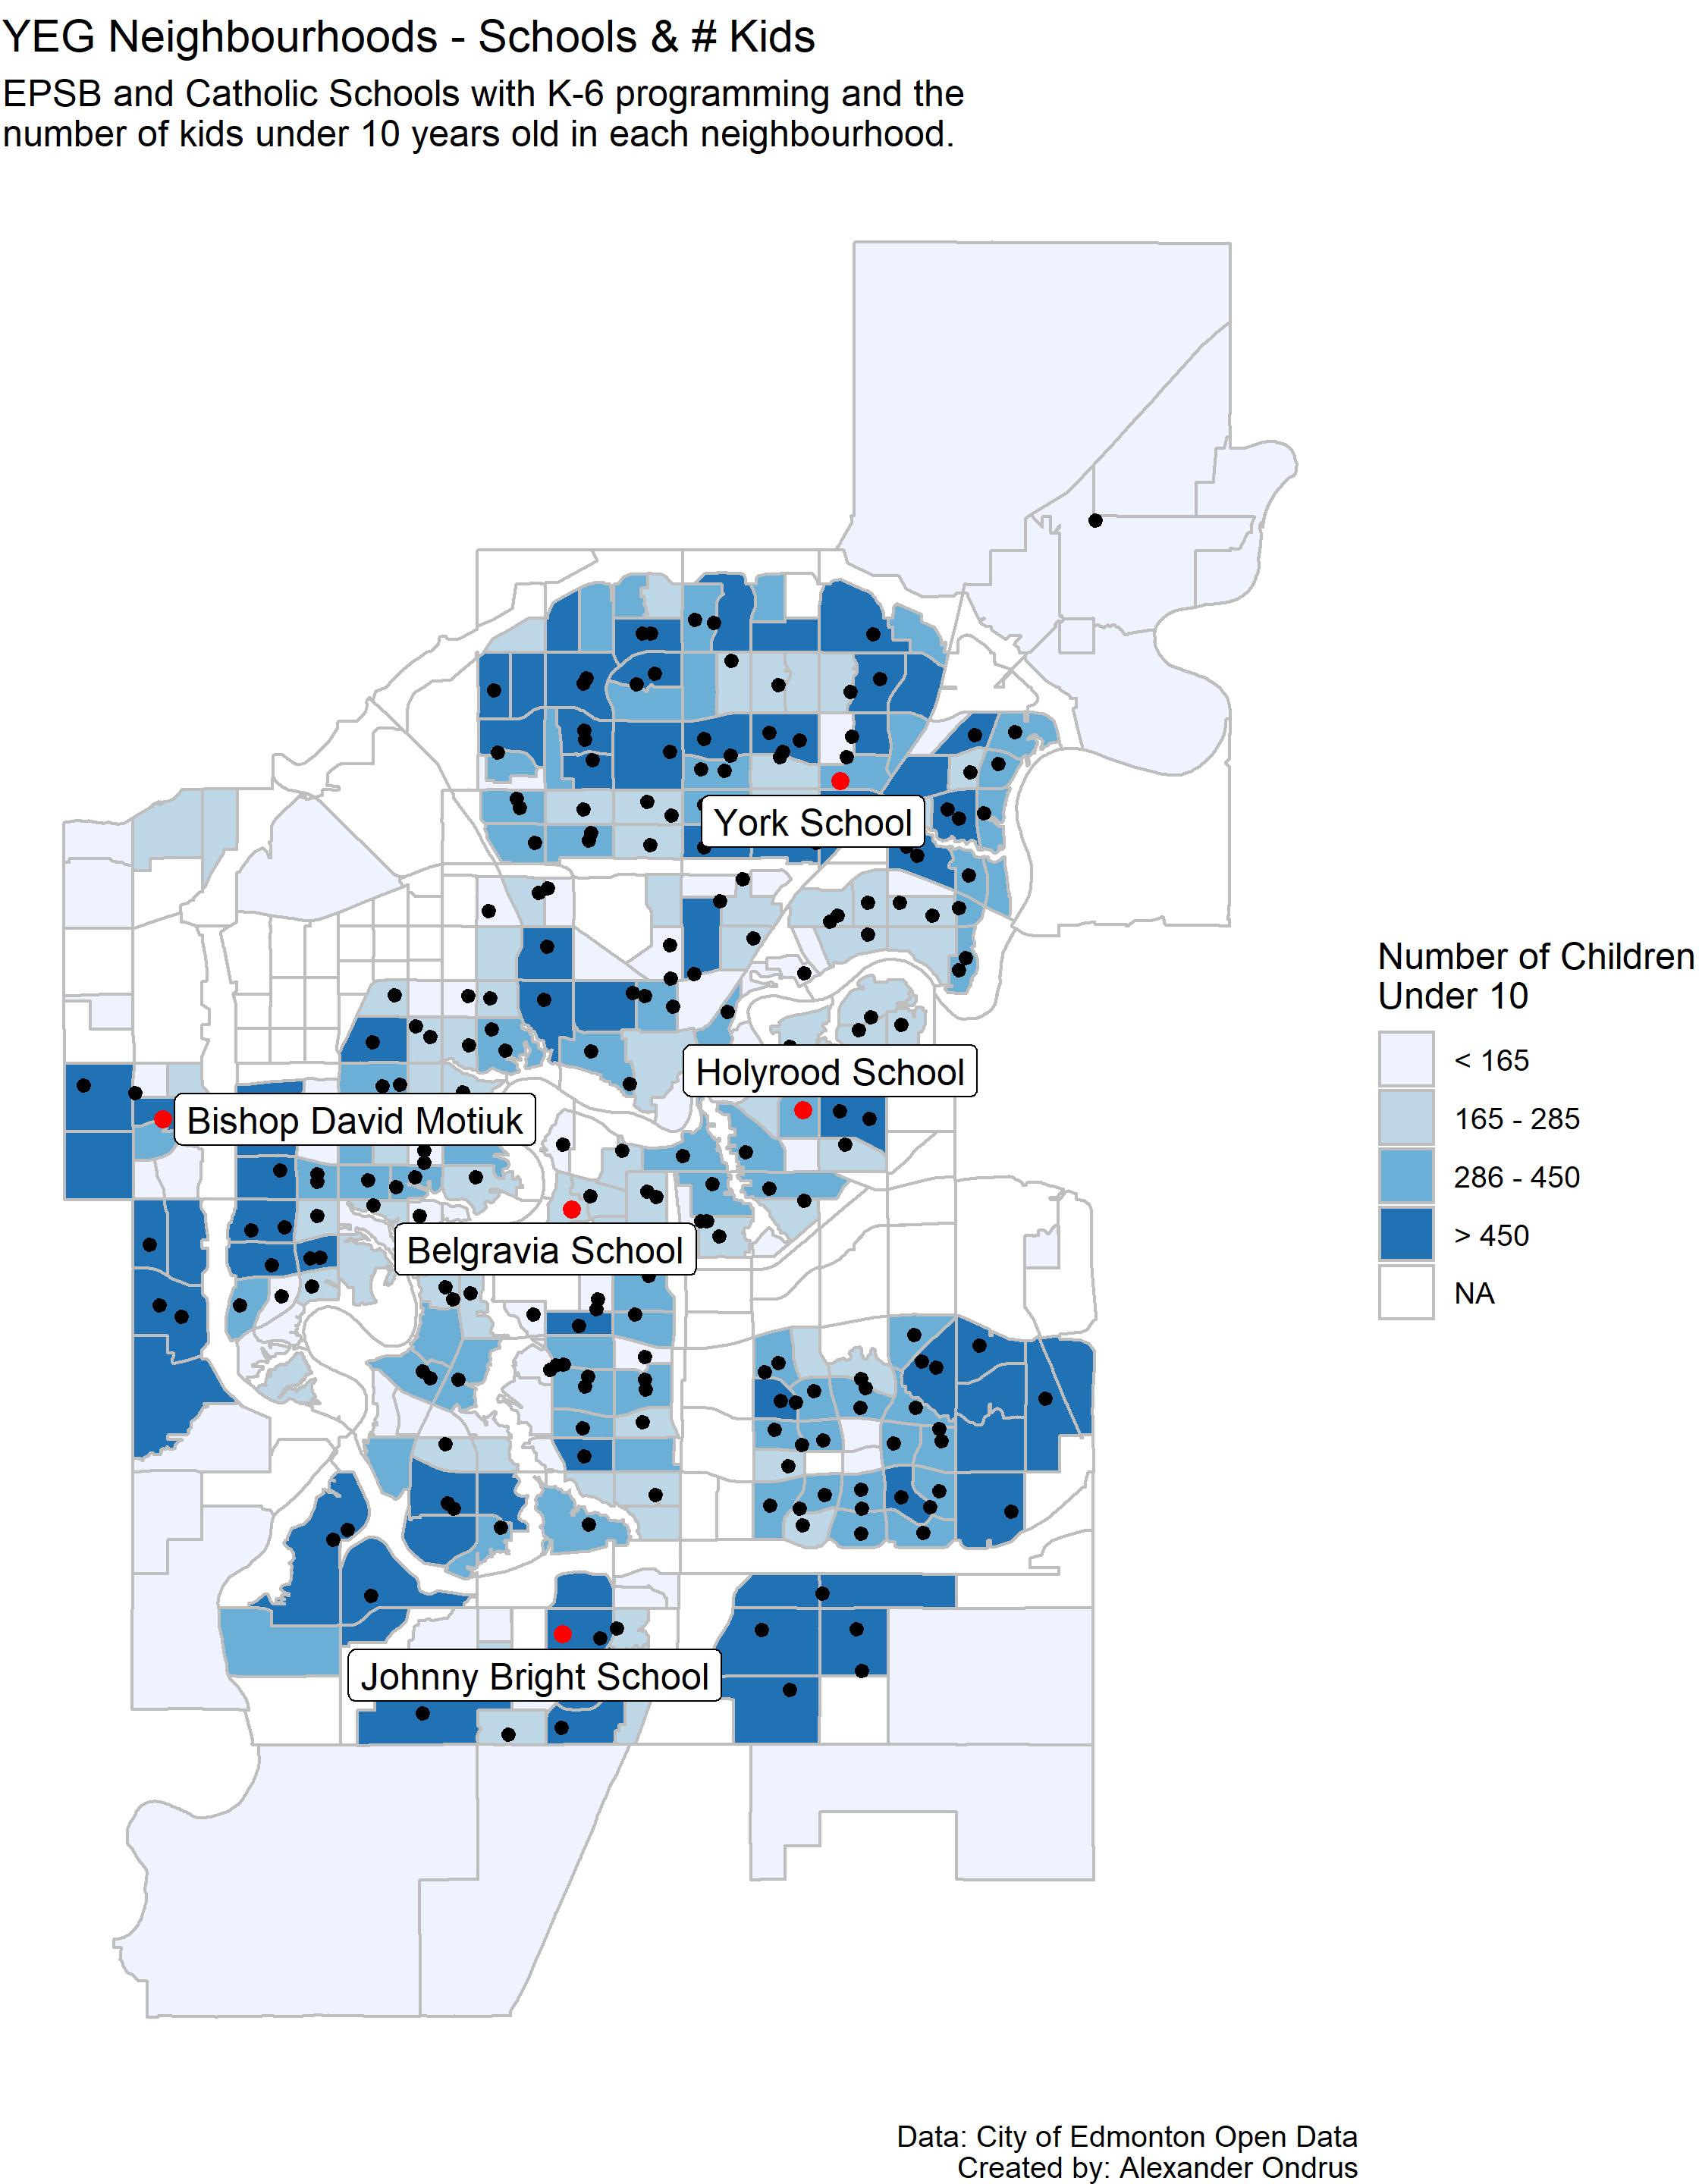 YEG Neighbourhoods - Schools & # Kids
EPSB and Catholic Schools with K-6 programming and the
number of kids under 10 years old in each neighbourhood.
York School
Holyrood School
Bishop David Motiuk
Belgravia School
Johnny Bright School
Number of Children
Under 10
< 165
165 - 285
286 - 450
> 450
NA
Data: City of Edmonton Open Data
Created by: Alexander Ondrus